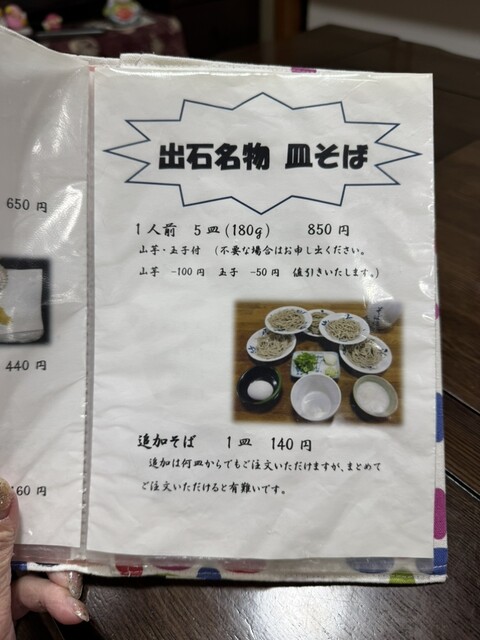 650 円
440 円
160 円
出石名物 皿そば
1人前 5皿(180g) 850円
山芋・玉子付 (不要な場合はお申し出ください。
山芋 -100円 玉子 -50円 値引きいたします。)
追加そば 1皿 140円
追加は何皿からでもご注文いただけますが、まとめて
ご注文いただけると有難いです。